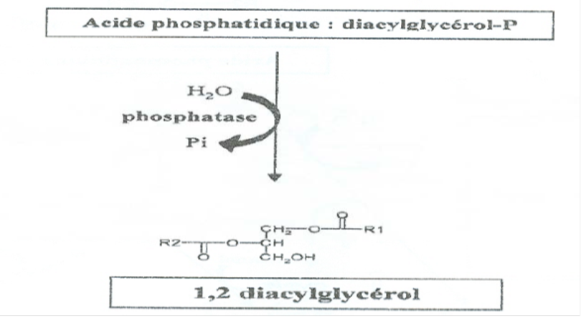 Acide phosphatidique : diacylglycérol-P
H₂O
phosphatase
Pi
CH₂—O O R1
R2 O O—CH
CH₂OH
1,2 diacylglycérol